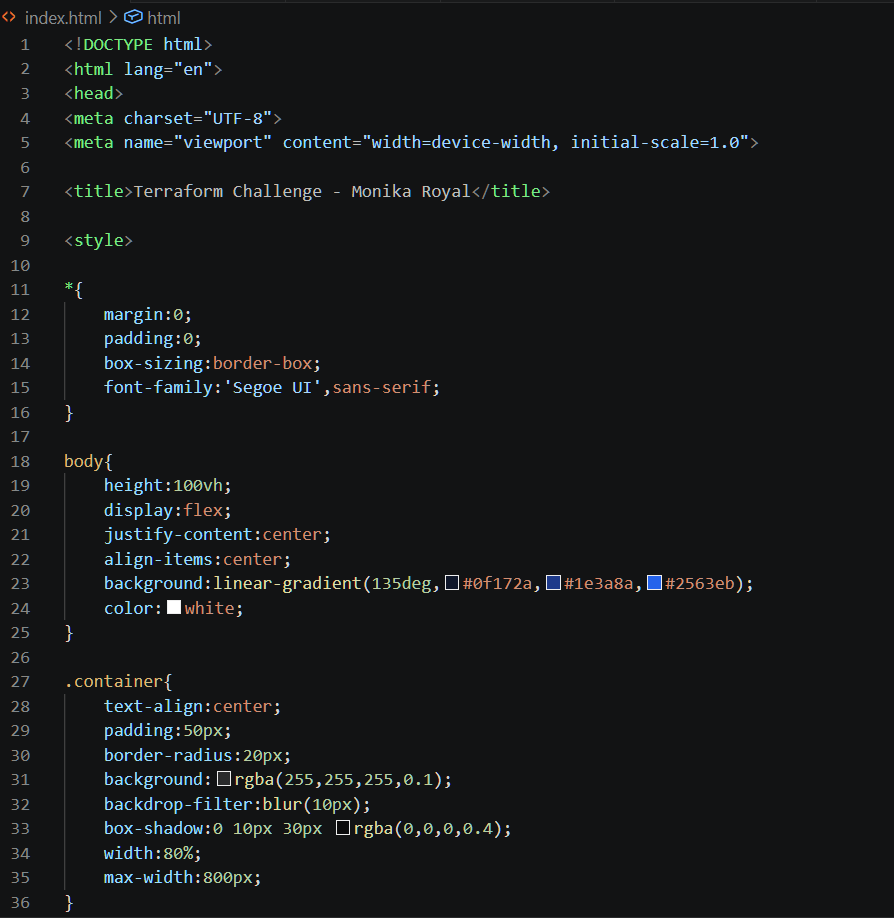 index.html > html
1 <!DOCTYPE html>
2 <html lang="en">
3 <head>
4 <meta charset="UTF-8">
5 <meta name="viewport" content="width=device-width, initial-scale=1.0">
6
7 <title>Terraform Challenge - Monika Royal</title>
8
9 <style>
10
11 *{
12     margin:0;
13     padding:0;
14     box-sizing:border-box;
15     font-family:'Segoe UI',sans-serif;
16 }
17
18 body{
19     height:100vh;
20     display:flex;
21     justify-content:center;
22     align-items:center;
23     background:linear-gradient(135deg,#0f172a,#1e3a8a,#2563eb);
24     color:white;
25 }
26
27 .container{
28     text-align:center;
29     padding:50px;
30     border-radius:20px;
31     background:rgba(255,255,255,0.1);
32     backdrop-filter:blur(10px);
33     box-shadow:0 10px 30px rgba(0,0,0,0.4);
34     width:80%;
35     max-width:800px;
36 }